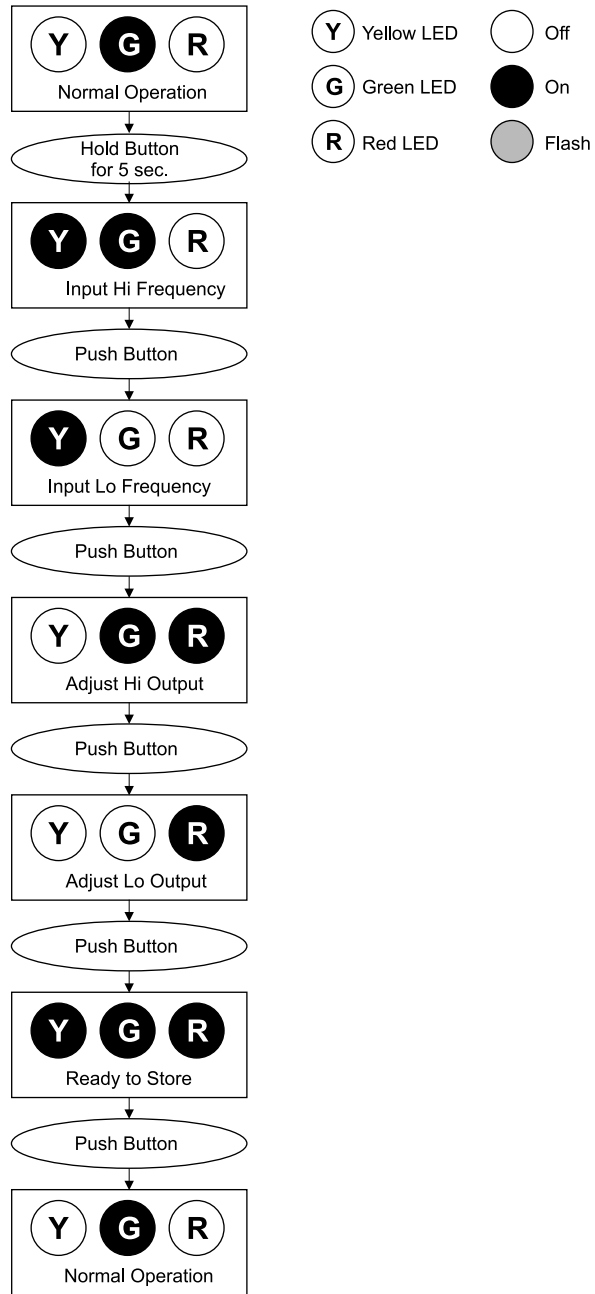 Y G R
Normal Operation
Hold Button
for 5 sec.
Y G R
Input Hi Frequency
Push Button
Y G R
Input Lo Frequency
Push Button
Y G R
Adjust Hi Output
Push Button
Y G R
Adjust Lo Output
Push Button
Y G R
Ready to Store
Push Button
Y G R
Normal Operation
Y Yellow LED
G Green LED
R Red LED
Off
On
Flash